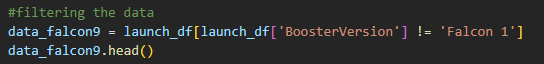 #filtering the data
data_falcon9 = launch_df[launch_df['BoosterVersion'] != 'Falcon 1']
data_falcon9.head()